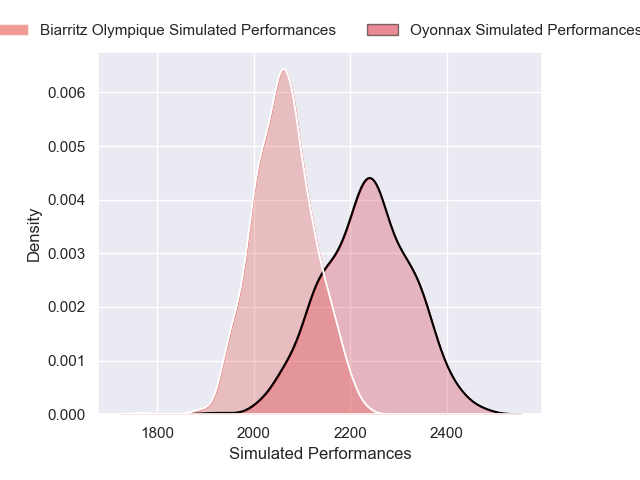 Biarritz Olympique Simulated Performances
Oyonnax Simulated Performances
0.006
0.005
0.004
0.003
0.002
0.001
0.000
Density
1800
2000
2200
2400
Simulated Performances